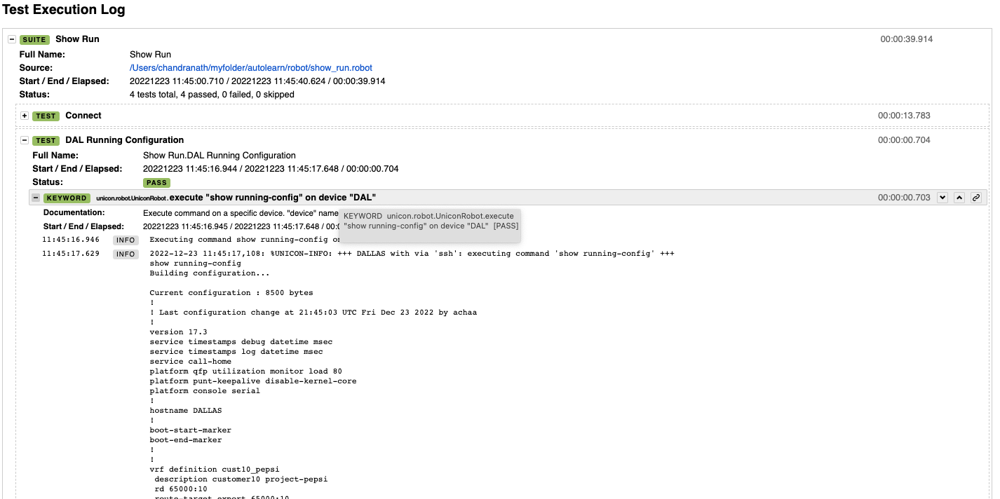 Test Execution Log
SUITE Show Run 00:00:39.914
Full Name: Show Run
Source: /Users/chandranath/myfolder/autolearn/robot/show_run.robot
Start / End / Elapsed: 20221223 11:45:00.710 / 20221223 11:45:40.624 / 00:00:39.914
Status: 4 tests total, 4 passed, 0 failed, 0 skipped
TEST Connect 00:00:13.783
TEST DAL Running Configuration 00:00:00.704
Full Name: Show Run.DAL Running Configuration
Start / End / Elapsed: 20221223 11:45:16.944 / 20221223 11:45:17.648 / 00:00:00.704
Status: PASS
KEYWORD unicon.robot.UniconRobot.execute "show running-config" on device "DAL" 00:00:00.703
Documentation: Execute command on a specific device. "device" name
KEYWORD unicon.robot.UniconRobot.execute
"show running-config" on device "DAL" [PASS]
Start / End / Elapsed: 20221223 11:45:16.945 / 20221223 11:45:17.648 /
11:45:16.946 INFO Executing command show running-config
11:45:17.629 INFO 2022-12-23 11:45:17,108: %UNICON-INFO: +++ DALLAS with via 'ssh': executing command 'show running-config' +++
show running-config
Building configuration...
Current configuration : 8500 bytes
!
! Last configuration change at 21:45:03 UTC Fri Dec 23 2022 by achaa
!
version 17.3
service timestamps debug datetime msec
service timestamps log datetime msec
service call-home
platform qfp utilization monitor load 80
platform punt-keepalive disable-kernel-core
platform console serial
!
hostname DALLAS
!
boot-start-marker
boot-end-marker
!
!
vrf definition cust10_pepsi
description customer10 project-pepsi
rd 65000:10
route-target export 65000:10